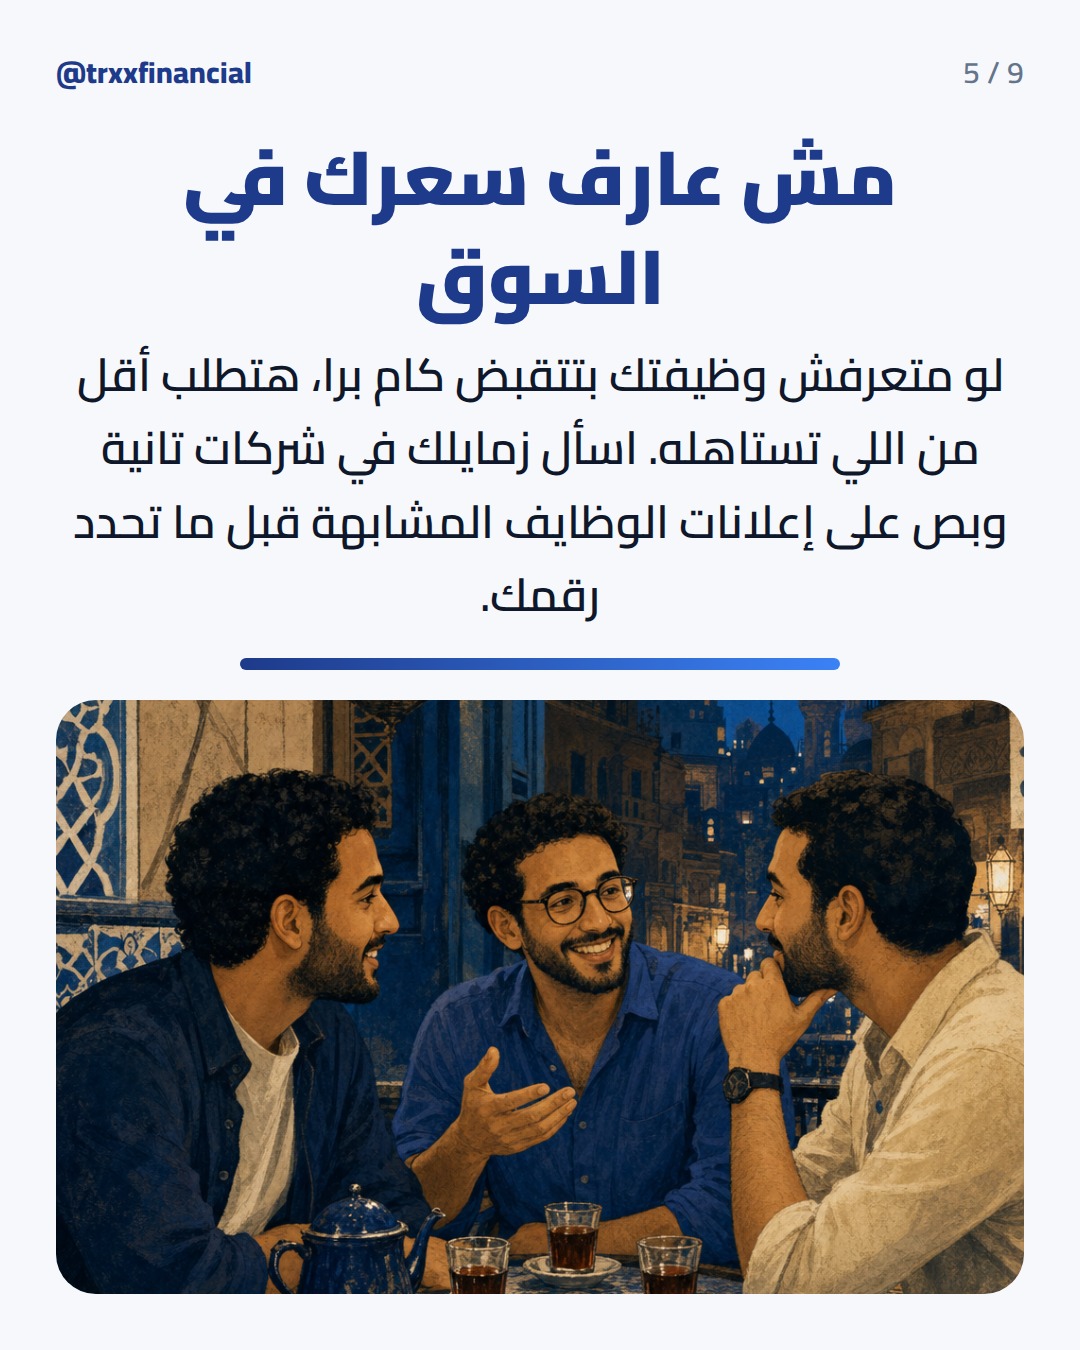 @trxxfinancial
5 / 9
مش عارف سعرك في
السوق
لو متعرفش وظيفتك بتتقبض كام برا، هتطلب أقل
من اللي تستاهله. اسأل زمايلك في شركات تانية
وبص على إعلانات الوظايف المشابهة قبل ما تحدد
رقمك.